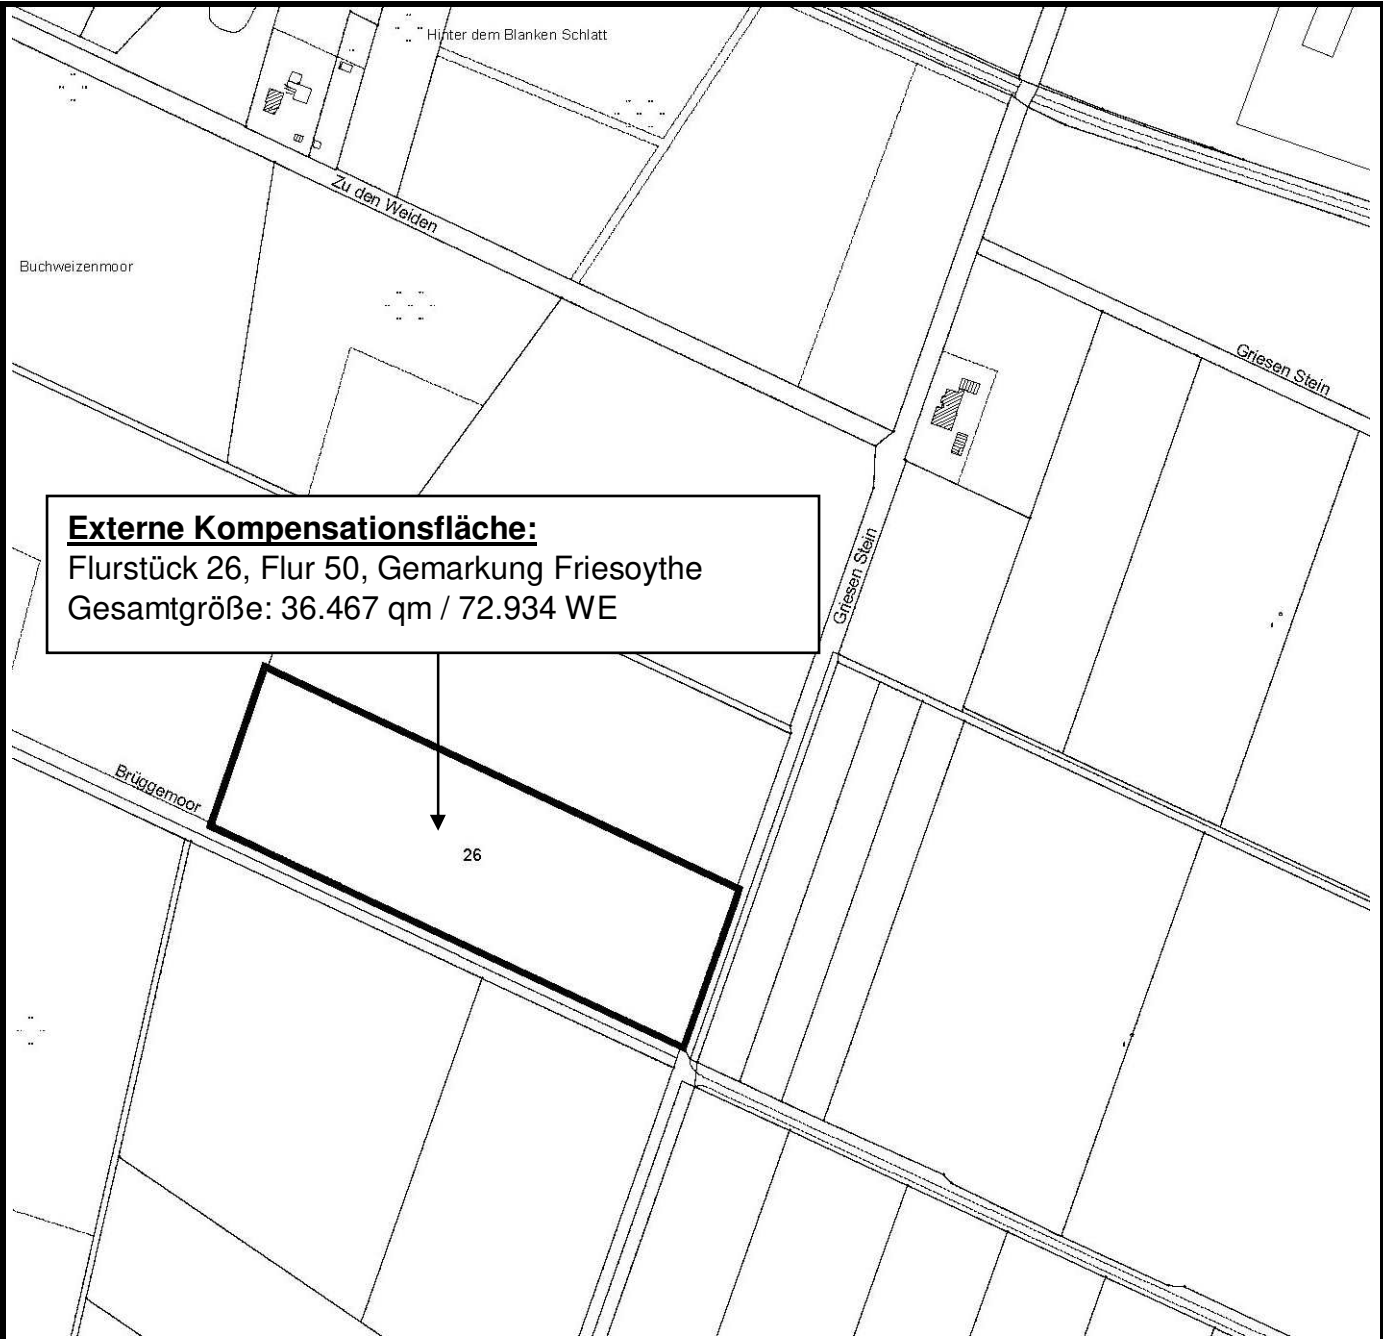 Hinter dem Blanken Schlatt
Zu den Weiden
Buchweizenmoor
Griesen Stein
Externe Kompensationsfläche:
Flurstück 26, Flur 50, Gemarkung Friesoythe
Gesamtgröße: 36.467 qm / 72.934 WE
Griesen Stein
Brüggemoor
26